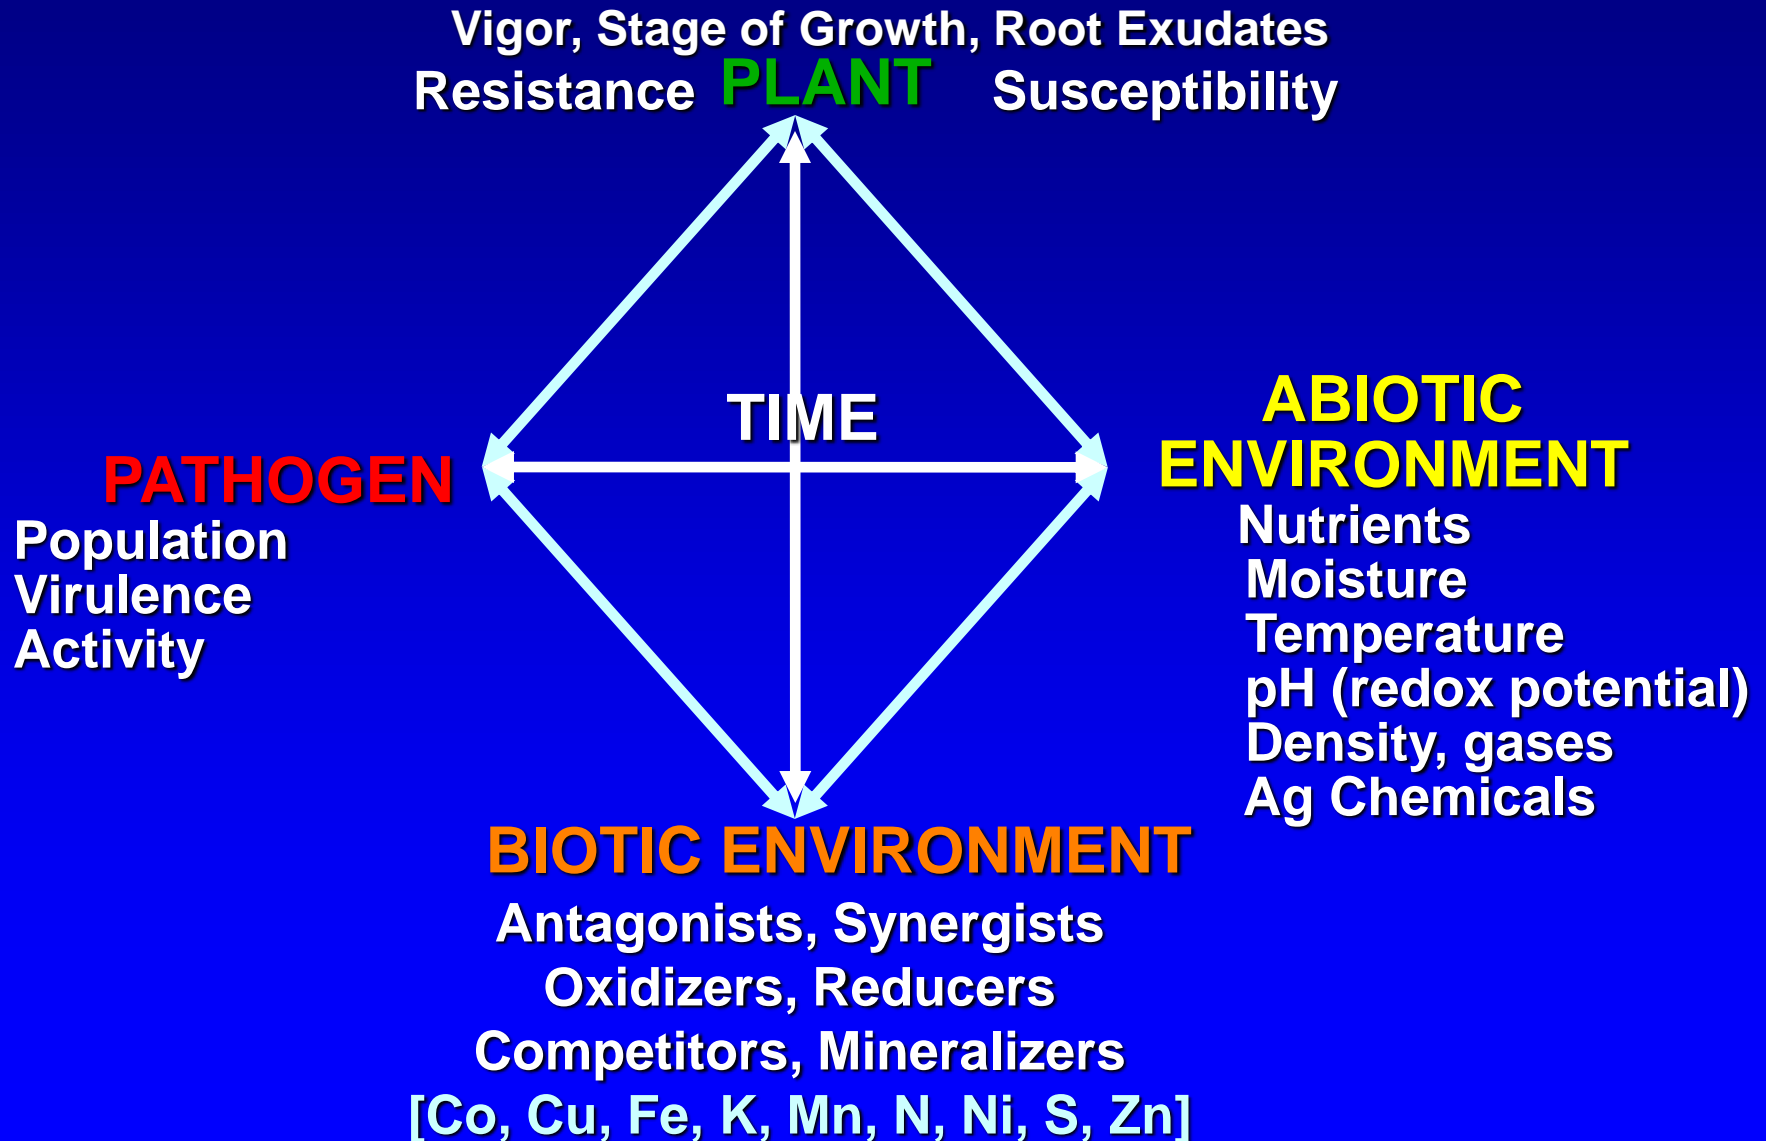 Vigor, Stage of Growth, Root Exudates
Resistance PLANT Susceptibility
TIME
PATHOGEN
Population
Virulence
Activity
ABIOTIC
ENVIRONMENT
Nutrients
Moisture
Temperature
pH (redox potential)
Density, gases
Ag Chemicals
BIOTIC ENVIRONMENT
Antagonists, Synergists
Oxidizers, Reducers
Competitors, Mineralizers
[Co, Cu, Fe, K, Mn, N, Ni, S, Zn]